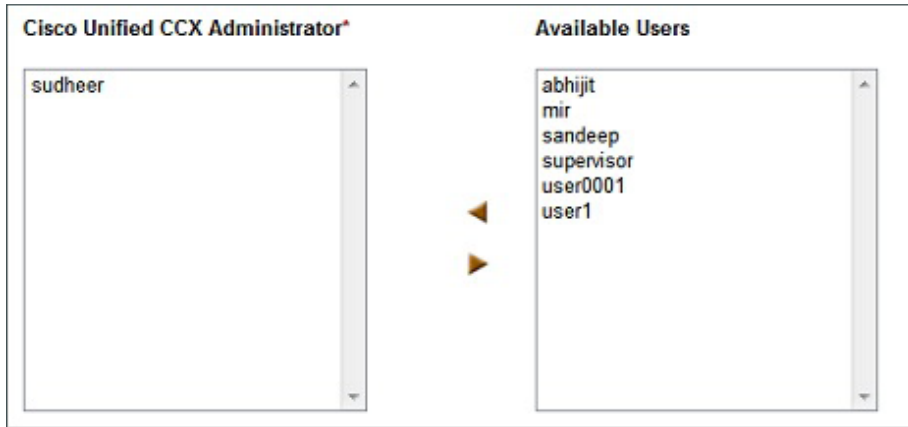 Cisco Unified CCX Administrator*
sudheer
Available Users
abhijit
mir
sandeep
supervisor
user0001
user1